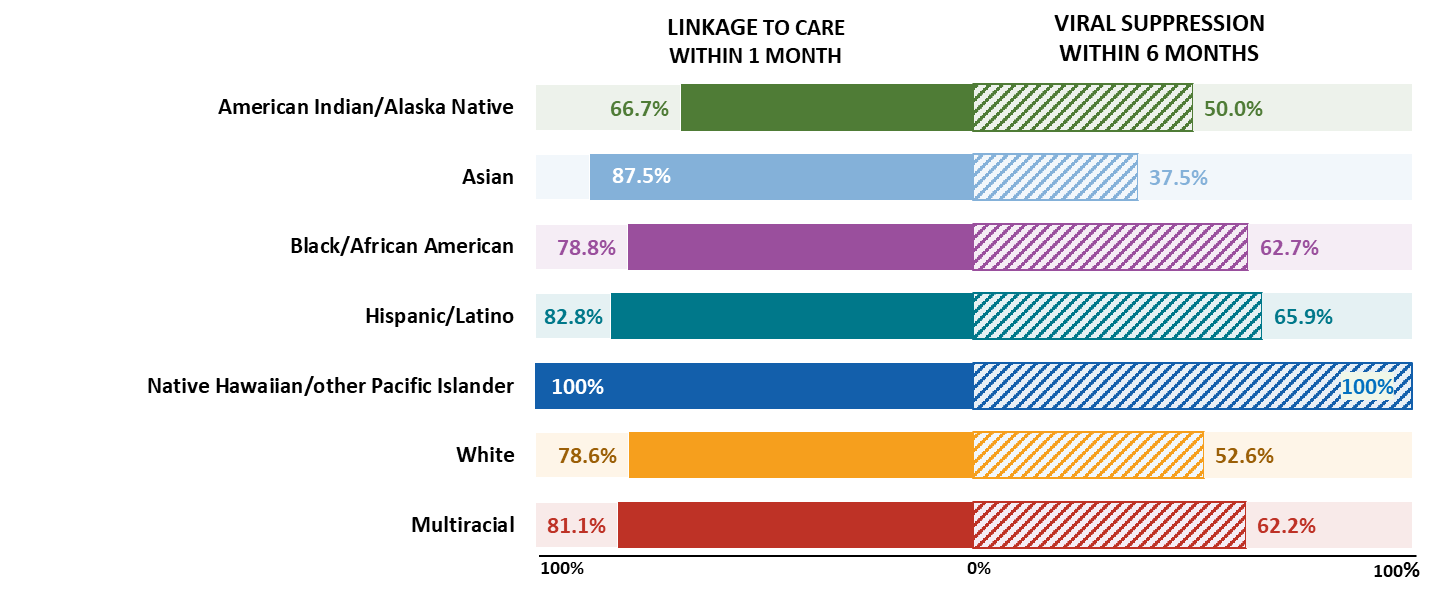 LINKAGE TO CARE
WITHIN 1 MONTH
VIRAL SUPPRESSION
WITHIN 6 MONTHS
American Indian/Alaska Native 66.7% 50.0%
Asian 87.5% 37.5%
Black/African American 78.8% 62.7%
Hispanic/Latino 82.8% 65.9%
Native Hawaiian/other Pacific Islander 100% 100%
White 78.6% 52.6%
Multiracial 81.1% 62.2%
100% 0% 100%